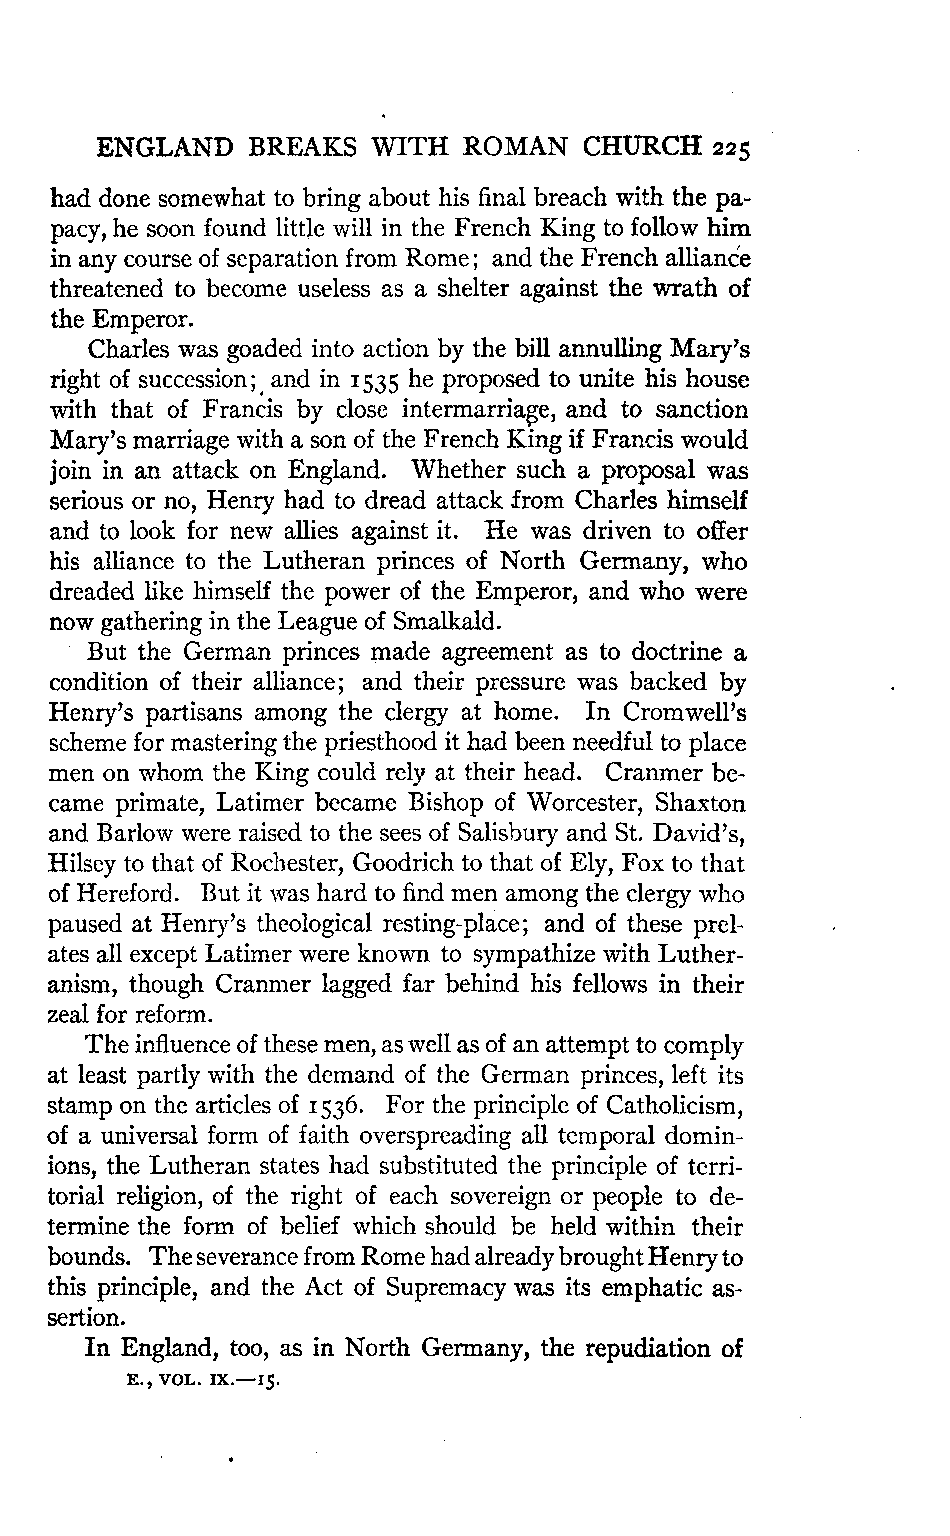 ENGLAND BREAKS WITH ROMAN CHURCH 225
had done somewhat to bring about his final breach with the pa-
pacy, he soon found little will in the French King to follow him
in any course of separation from Rome; and the French alliance
threatened to become useless as a shelter against the wrath of
the Emperor.
Charles was goaded into action by the bill annulling Mary's
right of succession; and in 1535 he proposed to unite his house
with that of Francis by close intermarriage, and to sanction
Mary's marriage with a son of the French King if Francis would
join in an attack on England. Whether such a proposal was
serious or no, Henry had to dread attack from Charles himself
and to look for new allies against it. He was driven to offer
his alliance to the Lutheran princes of North Germany, who
dreaded like himself the power of the Emperor, and who were
now gathering in the League of Smalkald.
But the German princes made agreement as to doctrine a
condition of their alliance; and their pressure was backed by
Henry's partisans among the clergy at home. In Cromwell's
scheme for mastering the priesthood it had been needful to place
men on whom the King could rely at their head. Cranmer be-
came primate, Latimer became Bishop of Worcester, Shaxton
and Barlow were raised to the sees of Salisbury and St. David's,
Hilsey to that of Rochester, Goodrich to that of Ely, Fox to that
of Hereford. But it was hard to find men among the clergy who
paused at Henry's theological resting-place; and of these prel-
ates all except Latimer were known to sympathize with Luther-
anism, though Cranmer lagged far behind his fellows in their
zeal for reform.
The influence of these men, as well as of an attempt to comply
at least partly with the demand of the German princes, left its
stamp on the articles of 1536. For the principle of Catholicism,
of a universal form of faith overspreading all temporal domin-
ions, the Lutheran states had substituted the principle of terri-
torial religion, of the right of each sovereign or people to de-
termine the form of belief which should be held within their
bounds. The severance from Rome had already brought Henry to
this principle, and the Act of Supremacy was its emphatic as-
sertion.
In England, too, as in North Germany, the repudiation of
E., VOL. IX.—15.